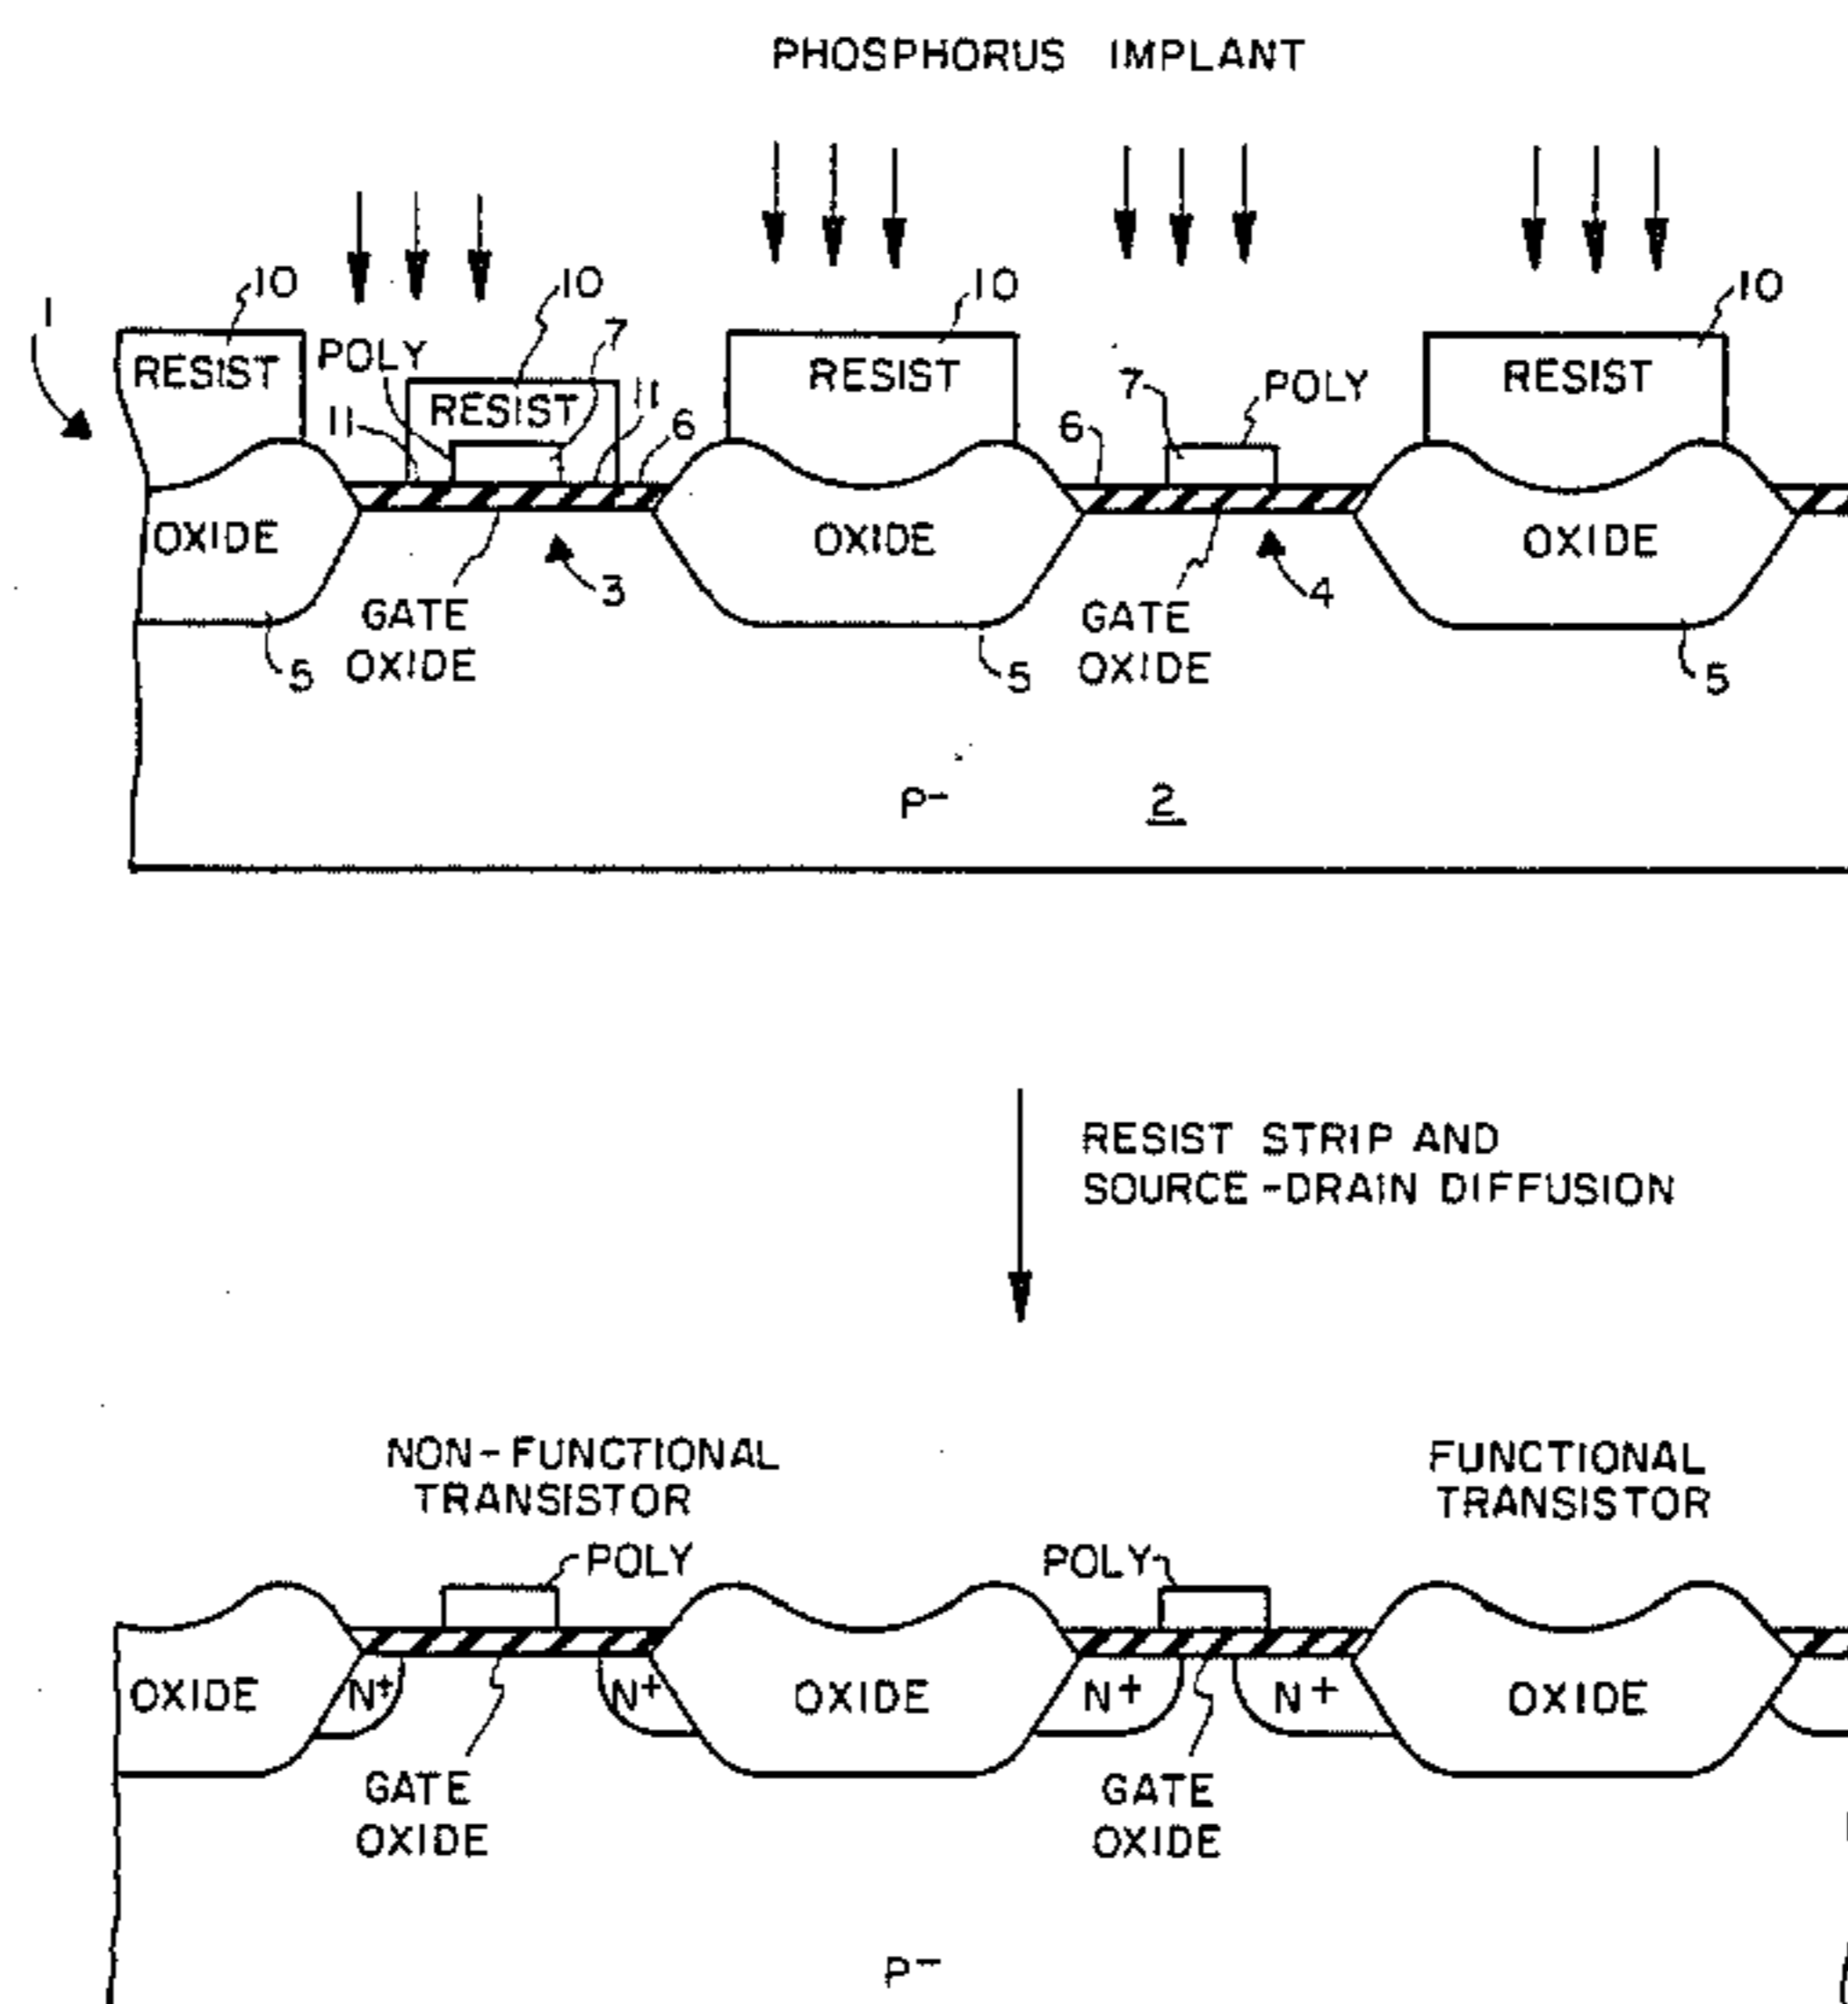 PHOSPHORUS IMPLANT
1
10
10
10
10
RESIST
POLY
7
RESIST
RESIST
7
POLY
RESIST
11
RESIST
11
6
6
OXIDE
OXIDE
OXIDE
3
4
GATE
OXIDE
GATE
OXIDE
5
5
5
P-
2
RESIST STRIP AND
SOURCE-DRAIN DIFFUSION
NON-FUNCTIONAL
TRANSISTOR
FUNCTIONAL
TRANSISTOR
POLY
POLY
OXIDE
N+
N+
OXIDE
N+
N+
OXIDE
GATE
OXIDE
GATE
OXIDE
P-